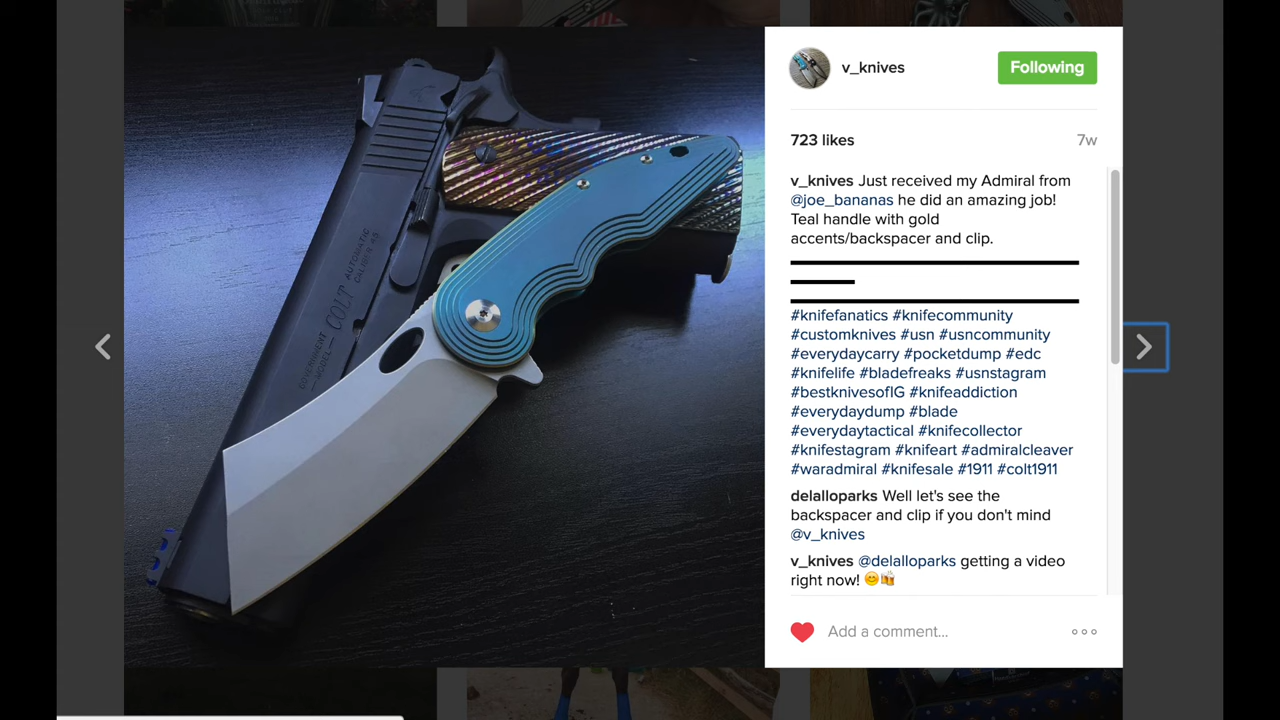 v_knives
Following
723 likes
7w
v_knives Just received my Admiral from
@joe_bananas he did an amazing job!
Teal handle with gold
accents/backspacer and clip.
#knifefanatics #knifecommunity
#customknives #usn #usncommunity
#everydaycarry #pocketdump #edc
#knifelife #bladefreaks #usnstagram
#bestknivesofIG #knifeaddiction
#everydaydump #blade
#everydaytactical #knifecollector
#knifestagram #knifeart #admiralcleaver
#waradmiral #knifesale #1911 #colt1911
delalloparks Well let's see the
backspacer and clip if you don't mind
@v_knives
v_knives @delalloparks getting a video
right now! 😊🍻
Add a comment...
GOVERNMENT
MODEL
COLT
AUTOMATIC
CALIBER .45